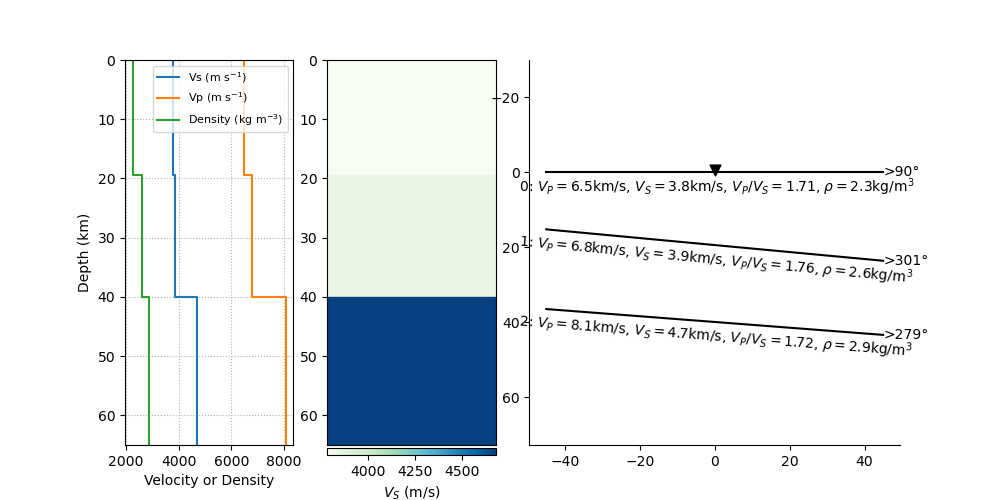 0
10
20
30
40
50
60
Depth (km)
2000 4000 6000 8000
Velocity or Density
Vs (m s⁻¹)
Vp (m s⁻¹)
Density (kg m⁻³)
0
10
20
30
40
50
60
4000 4250 4500
V_S (m/s)
−20
0
20
40
60
−40 −20 0 20 40
>90°
0: V_P = 6.5km/s, V_S = 3.8km/s, V_P/V_S = 1.71, ρ = 2.3kg/m³
>301°
1: V_P = 6.8km/s, V_S = 3.9km/s, V_P/V_S = 1.76, ρ = 2.6kg/m³
>279°
2: V_P = 8.1km/s, V_S = 4.7km/s, V_P/V_S = 1.72, ρ = 2.9kg/m³